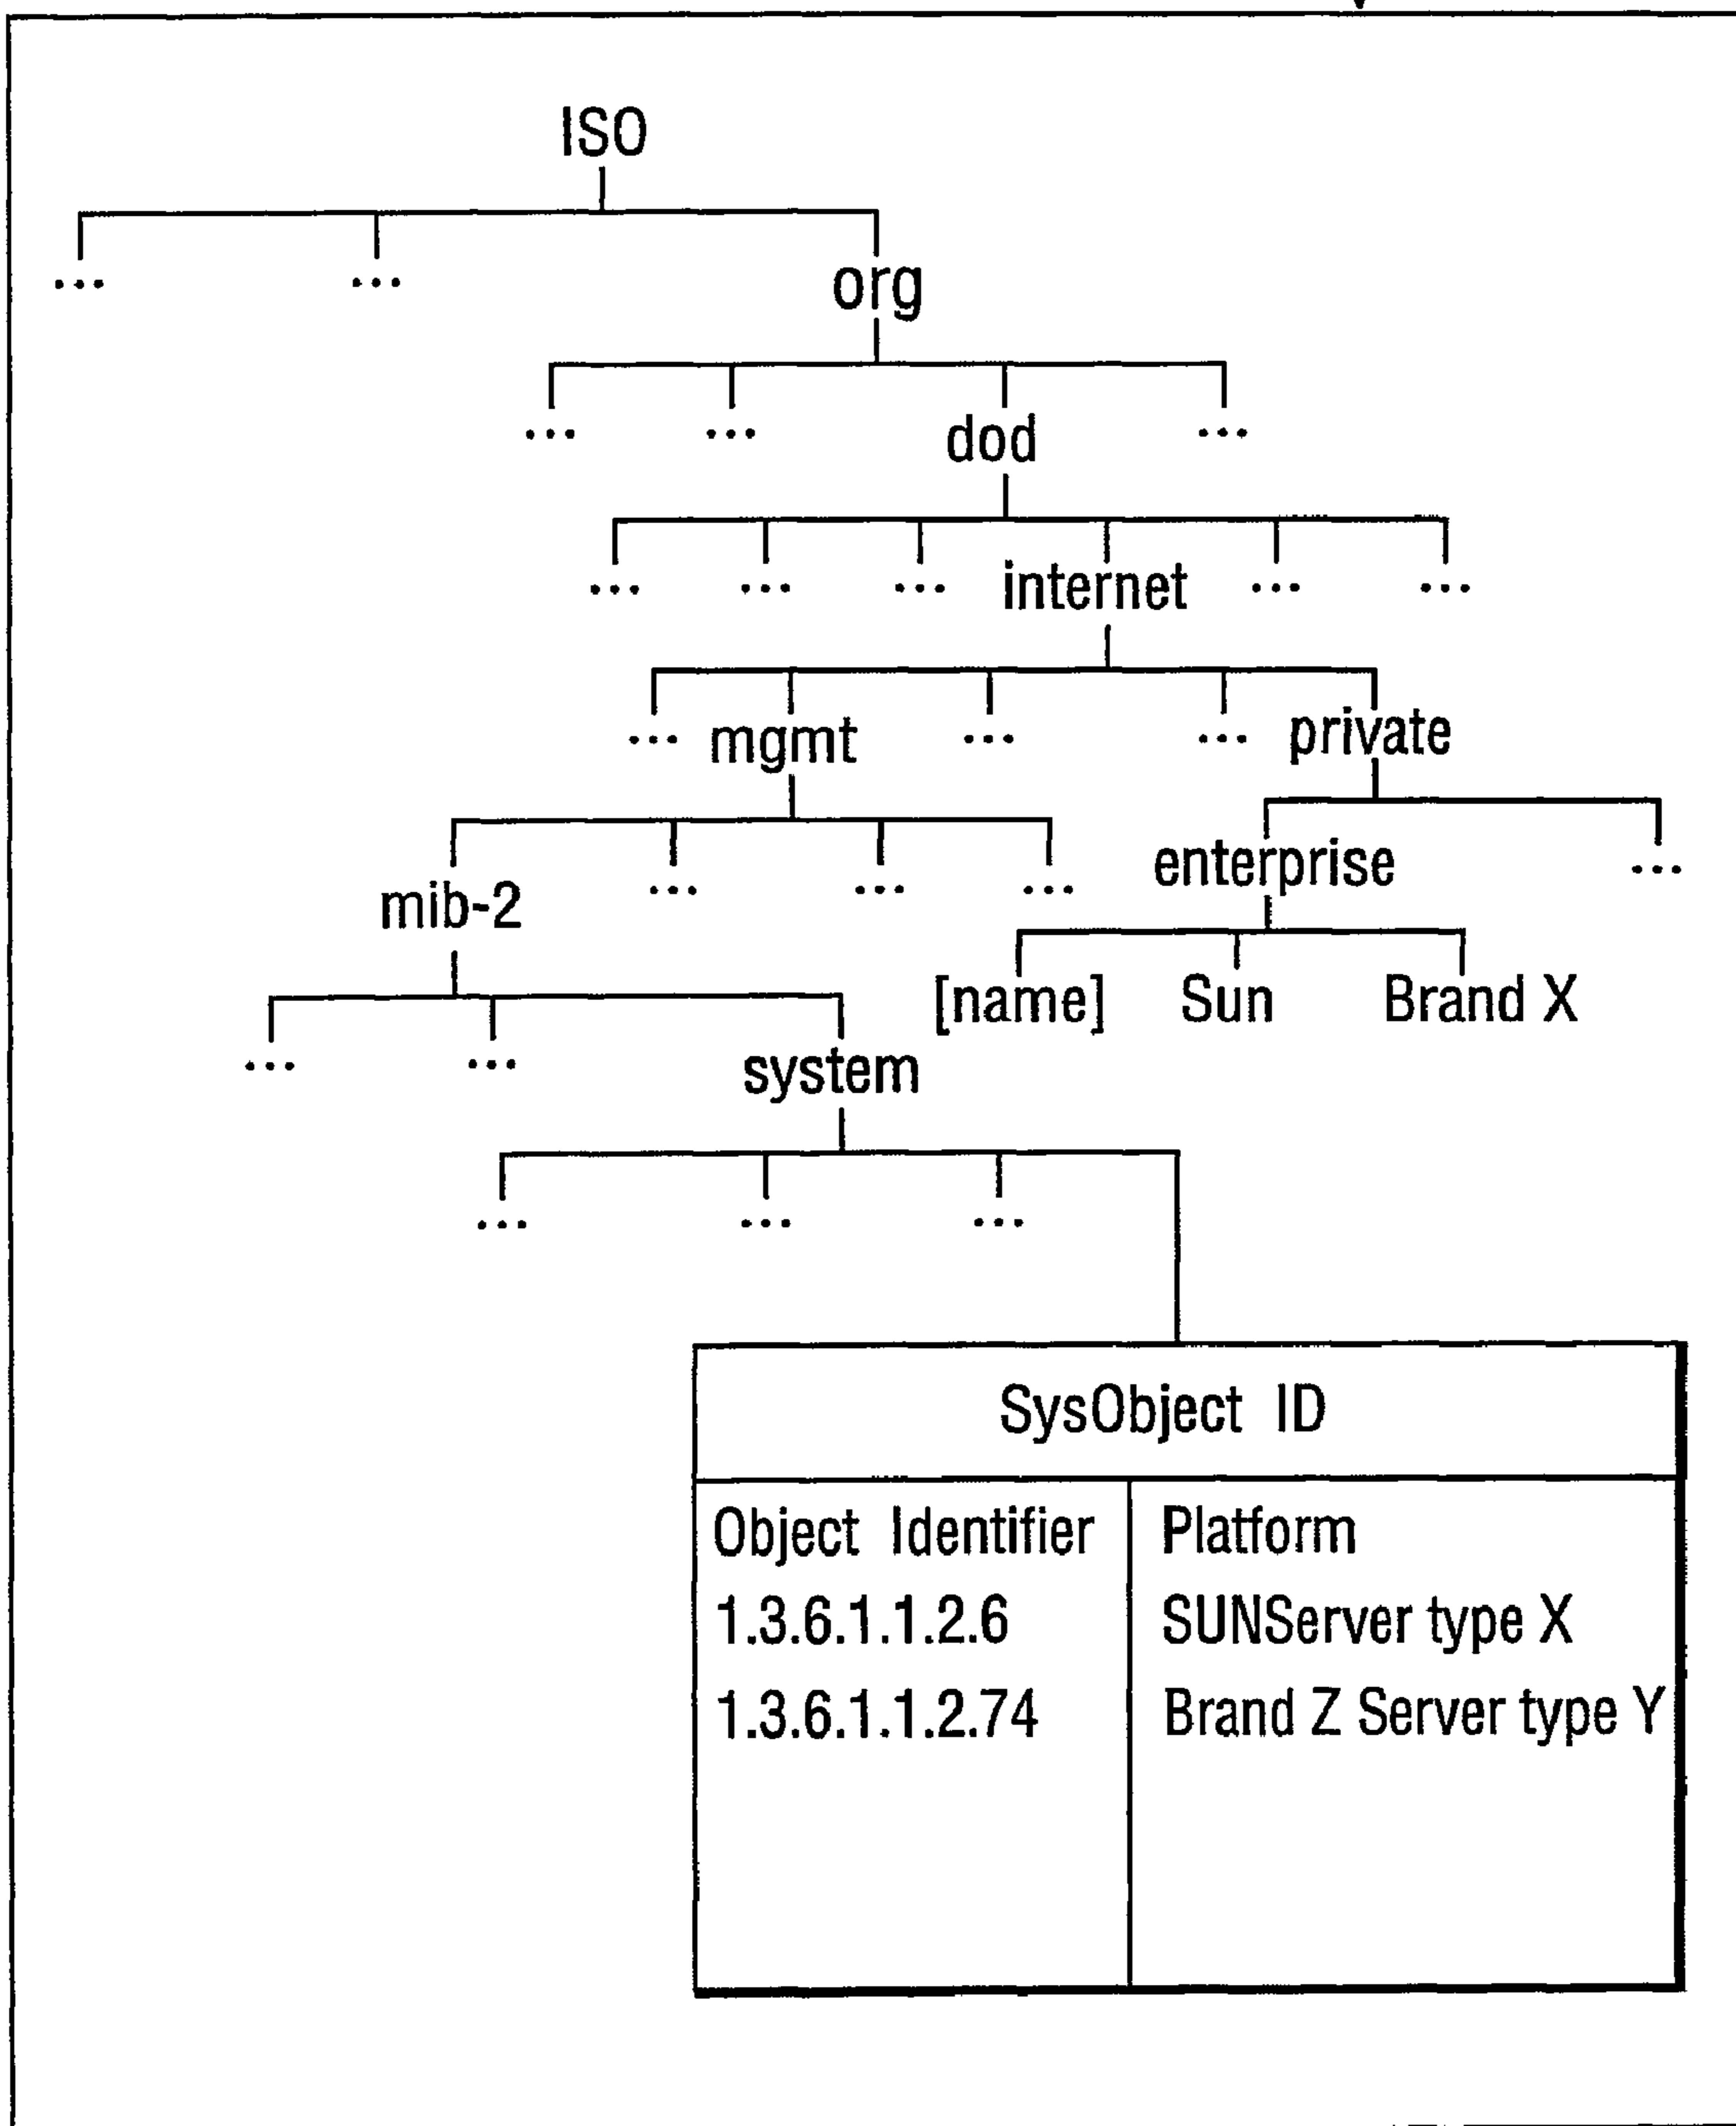 ISO
... ... org
... ... dod ...
... ... ... internet ... ...
... mgmt ... ... private
mib-2 ... ... ... enterprise ...
[name] Sun Brand X
... ... system
... ... ...
SysObject ID
Object Identifier Platform
1.3.6.1.1.2.6 SUNServer type X
1.3.6.1.1.2.74 Brand Z Server type Y